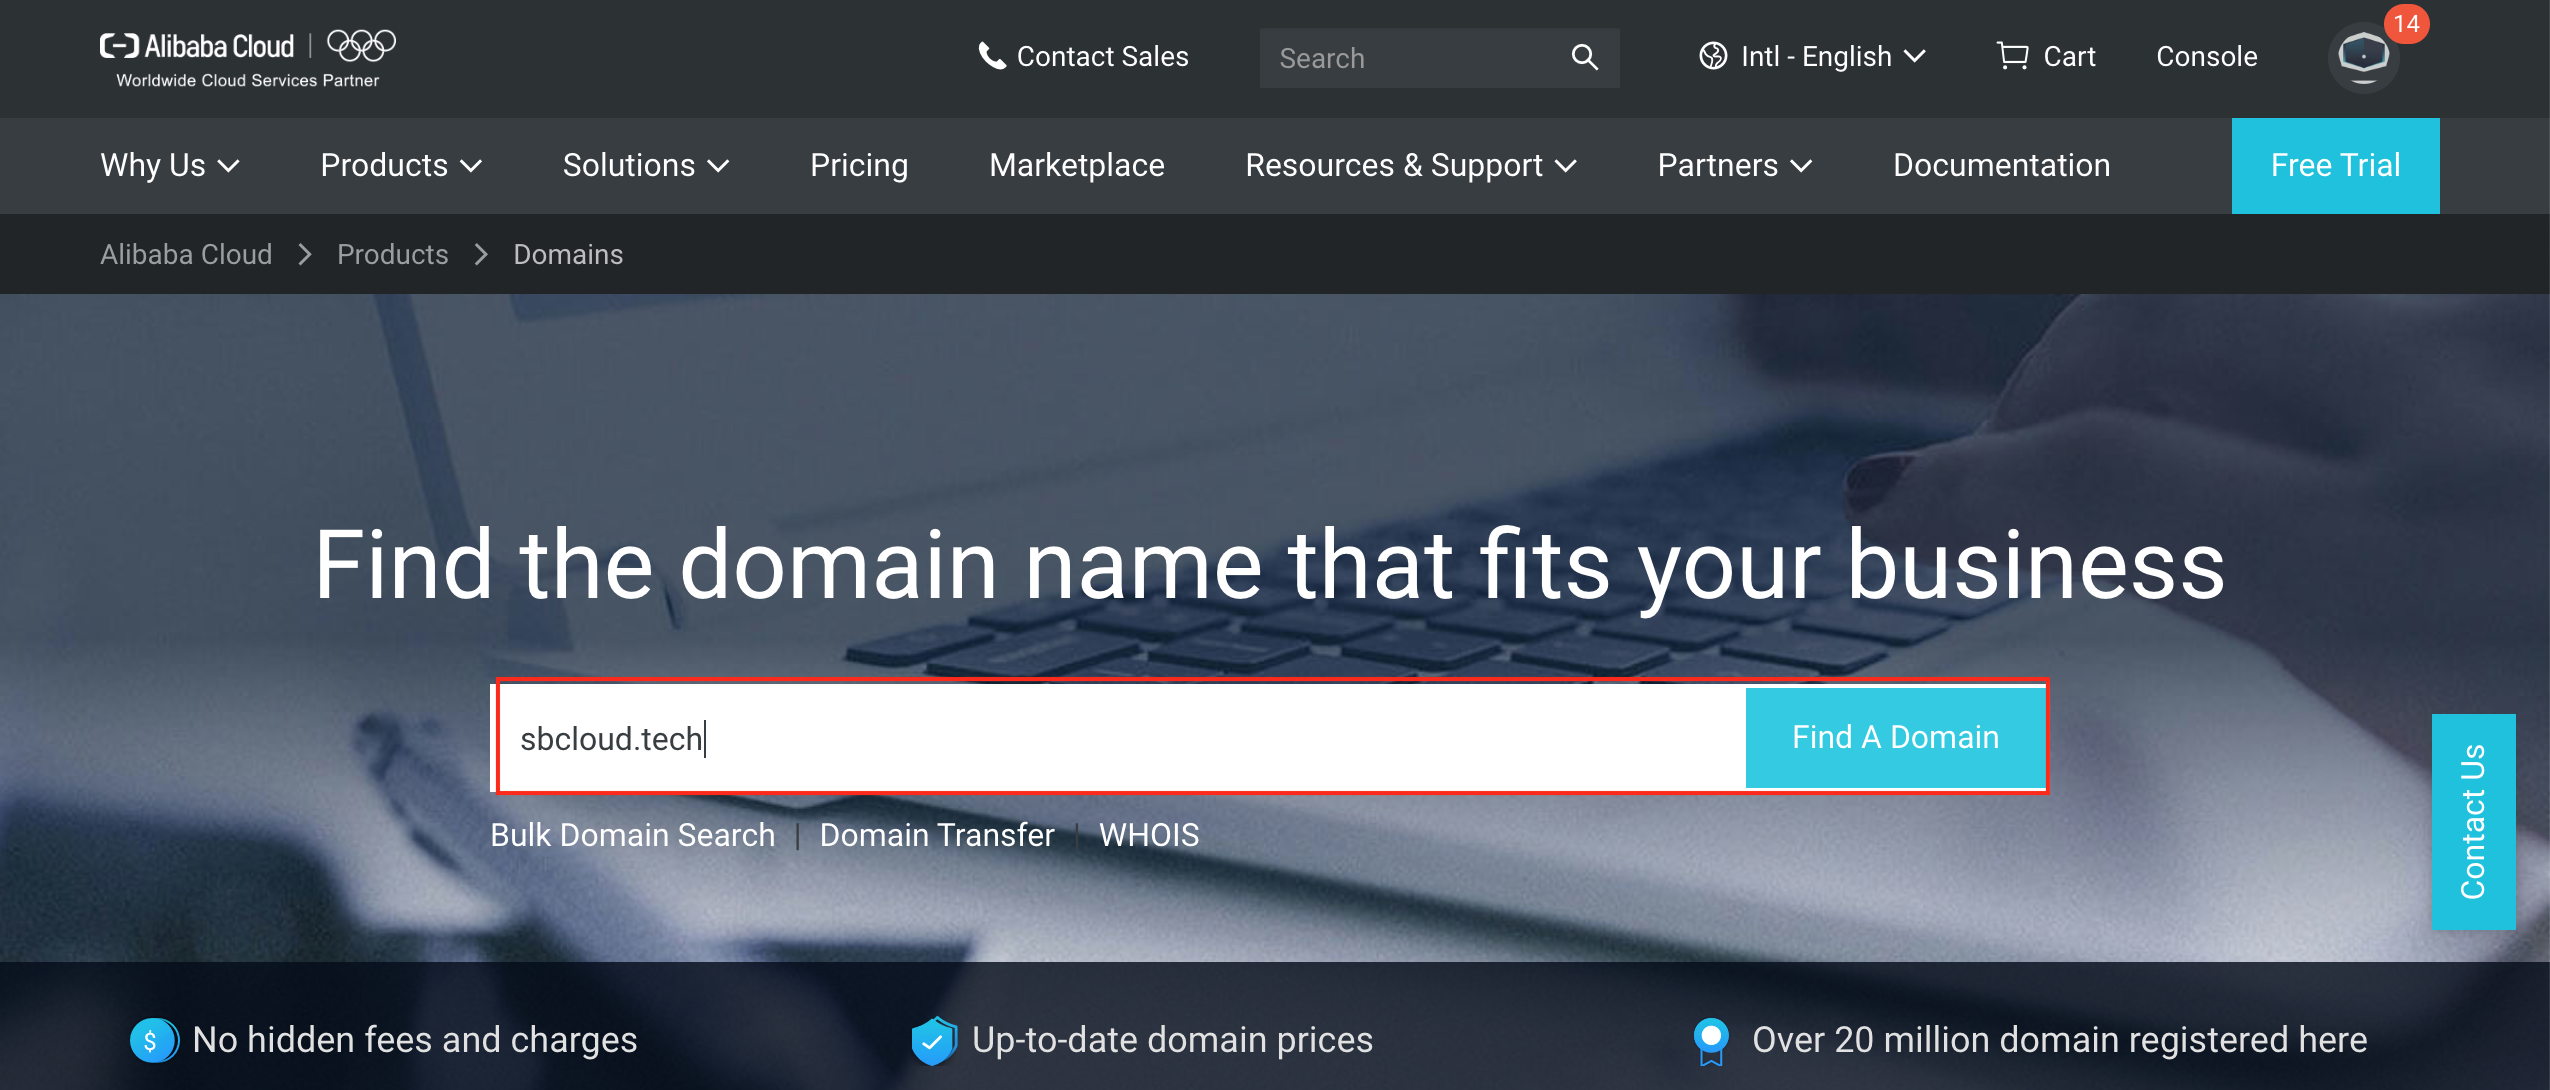 Alibaba Cloud
Worldwide Cloud Services Partner
Contact Sales
Search
Intl - English
Cart
Console
14
Why Us
Products
Solutions
Pricing
Marketplace
Resources & Support
Partners
Documentation
Free Trial
Alibaba Cloud > Products > Domains
Find the domain name that fits your business
sbcloud.tech
Find A Domain
Bulk Domain Search | Domain Transfer | WHOIS
Contact Us
$ No hidden fees and charges
Up-to-date domain prices
Over 20 million domain registered here